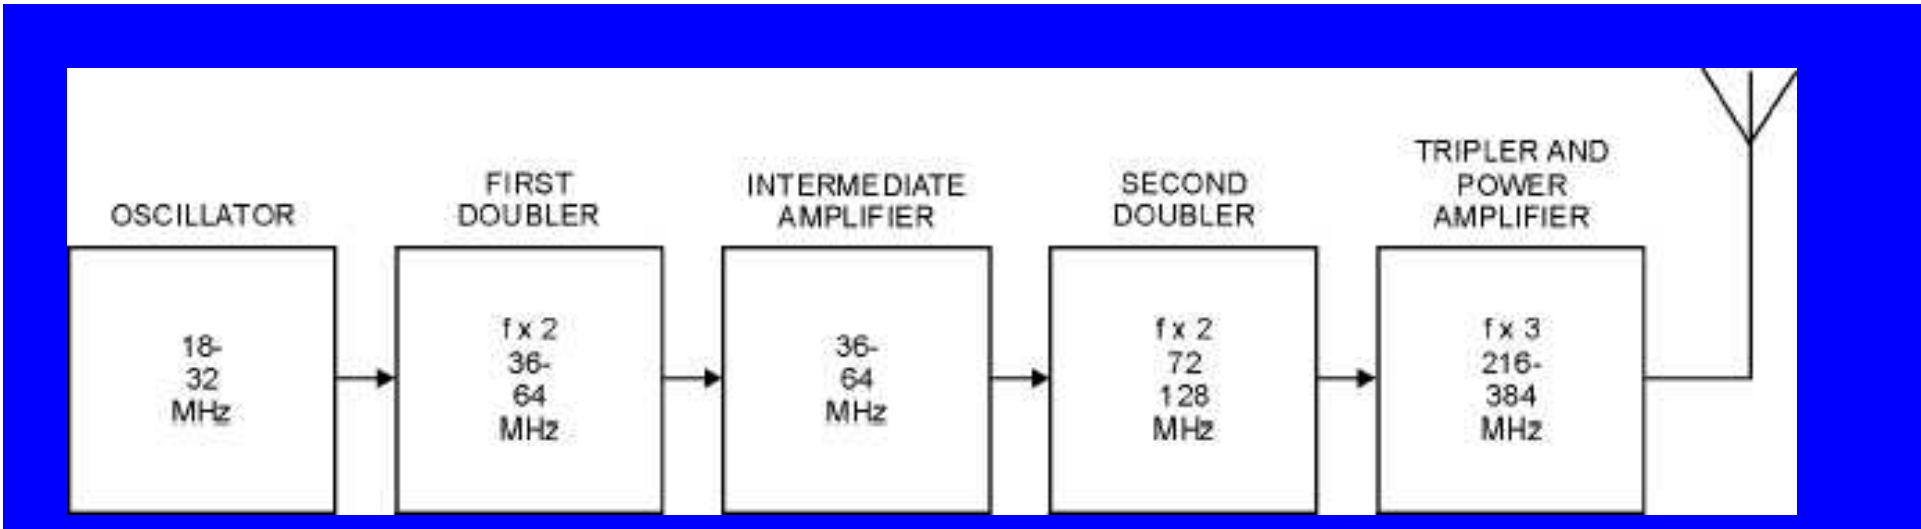 OSCILLATOR
18-
32
MHz
FIRST
DOUBLER
f x 2
36-
64
MHz
INTERMEDIATE
AMPLIFIER
36-
64
MHz
SECOND
DOUBLER
f x 2
72
128
MHz
TRIPLER AND
POWER
AMPLIFIER
f x 3
216-
384
MHz